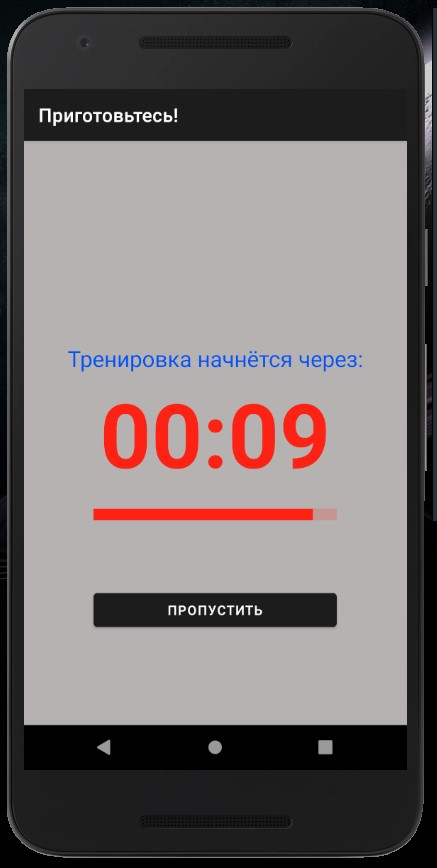 Приготовьтесь!
Тренировка начнётся через:
00:09
ПРОПУСТИТЬ